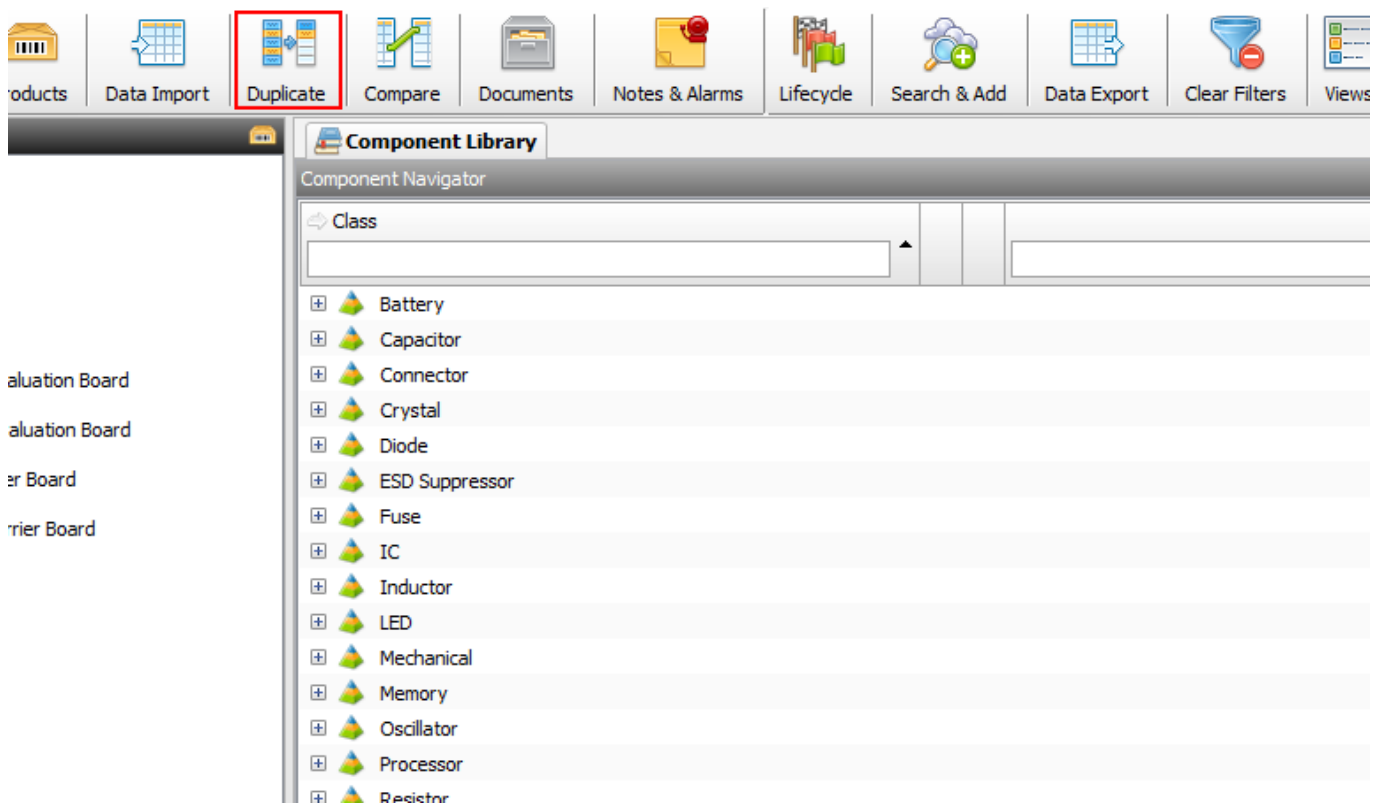 roducts Data Import Duplicate Compare Documents Notes & Alarms Lifecycle Search & Add Data Export Clear Filters Views
Component Library
Component Navigator
Class
Battery
Capacitor
aluation Board
Connector
Crystal
aluation Board
Diode
er Board
ESD Suppressor
Fuse
rrier Board
IC
Inductor
LED
Mechanical
Memory
Oscillator
Processor
Resistor